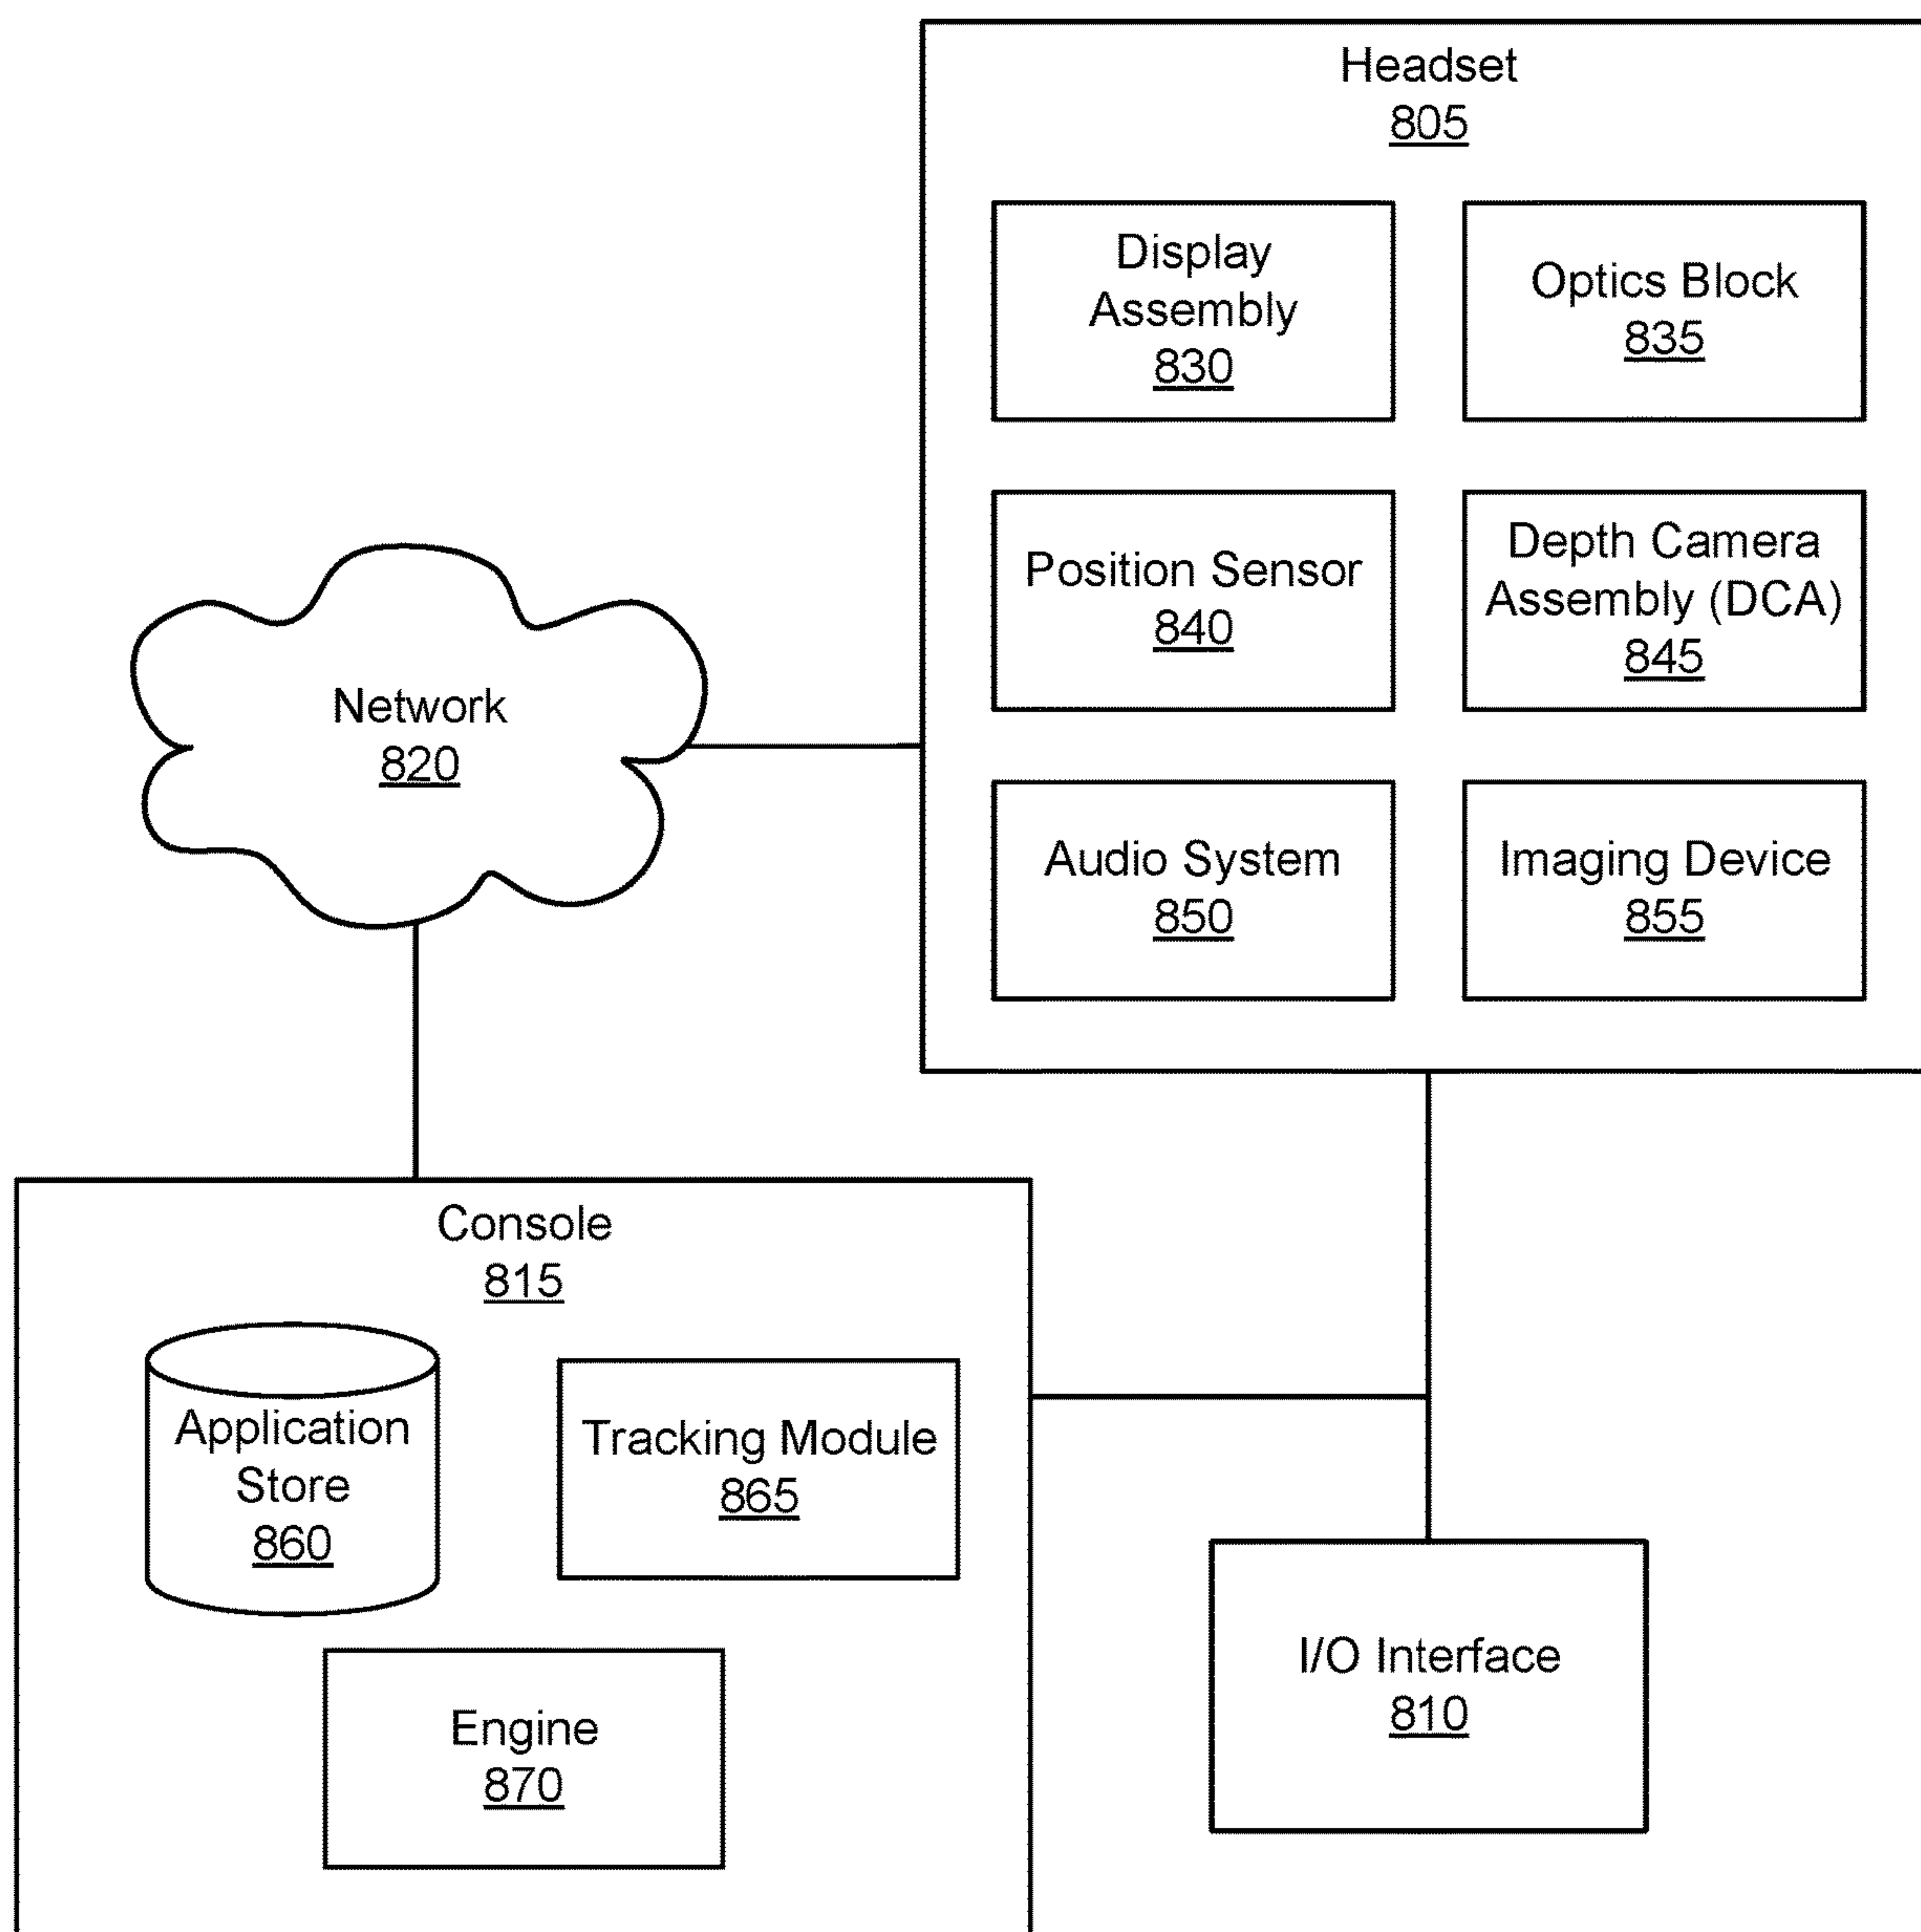 Headset
805
Display
Assembly
830
Optics Block
835
Position Sensor
840
Depth Camera
Assembly (DCA)
845
Audio System
850
Imaging Device
855
Network
820
Console
815
Application
Store
860
Tracking Module
865
Engine
870
I/O Interface
810